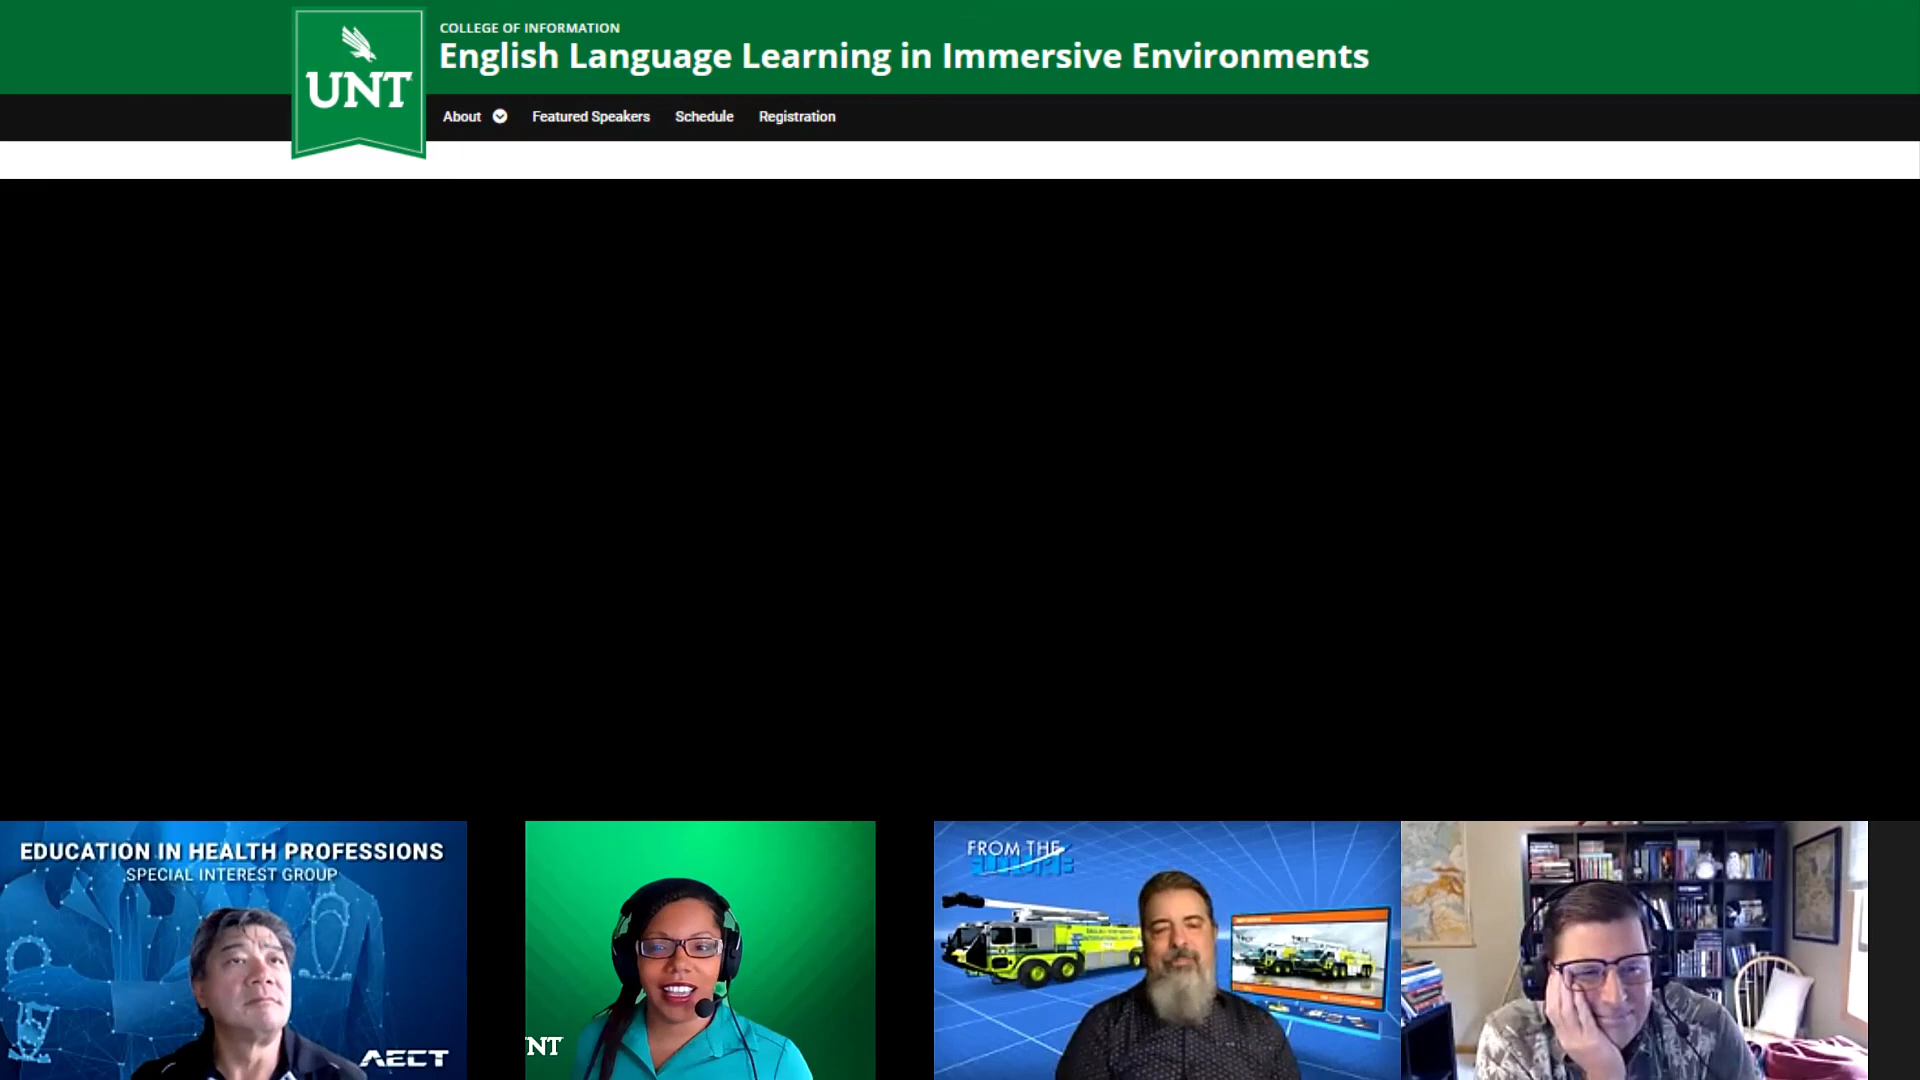 COLLEGE OF INFORMATION
English Language Learning in Immersive Environments
UNT
About
Featured Speakers
Schedule
Registration
EDUCATION IN HEALTH PROFESSIONS
SPECIAL INTEREST GROUP
AECT
NT
FROM THE
FUTURE